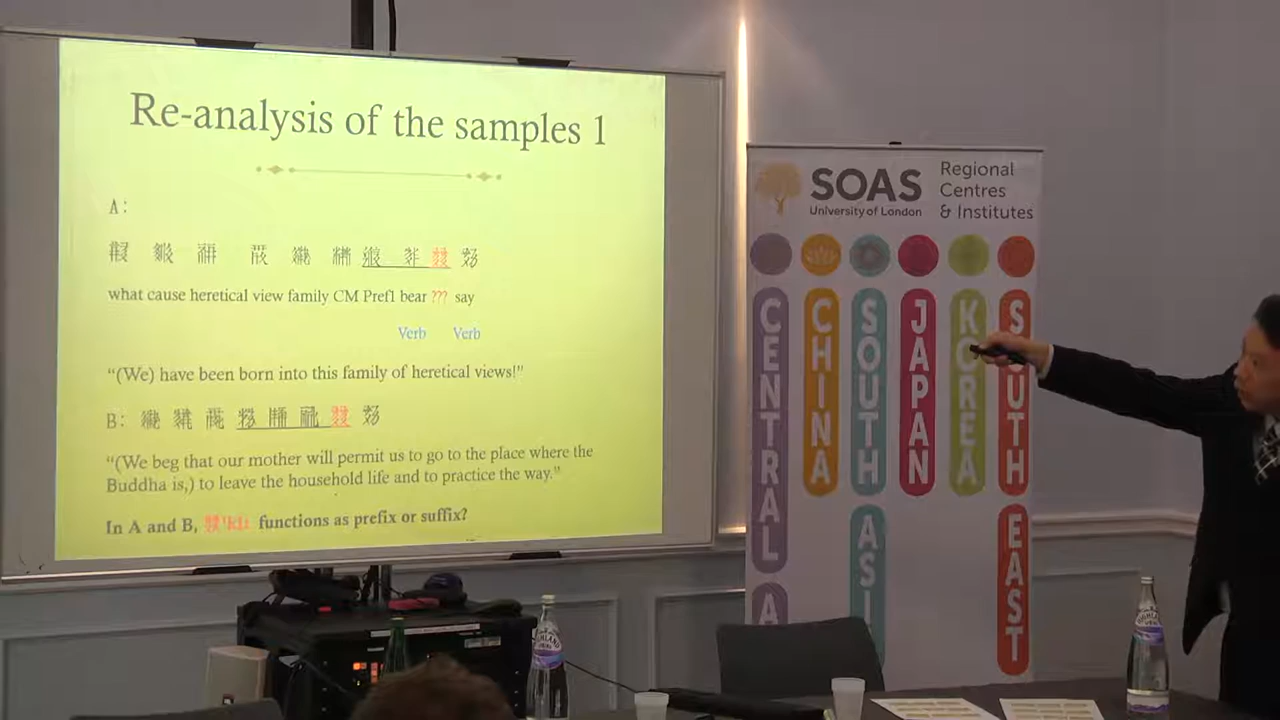 Re-analysis of the samples 1
A:
what cause heretical view family CM Pref1 bear ??? say
Verb Verb
“(We) have been born into this family of heretical views!”
B:
“(We beg that our mother will permit us to go to the place where the
Buddha is,) to leave the household life and to practice the way.”
In A and B, functions as prefix or suffix?
SOAS
University of London
Regional
Centres
& Institutes
CENTRAL A
CHINA
SOUTH ASI
JAPAN
KOREA
SOUTH EAST